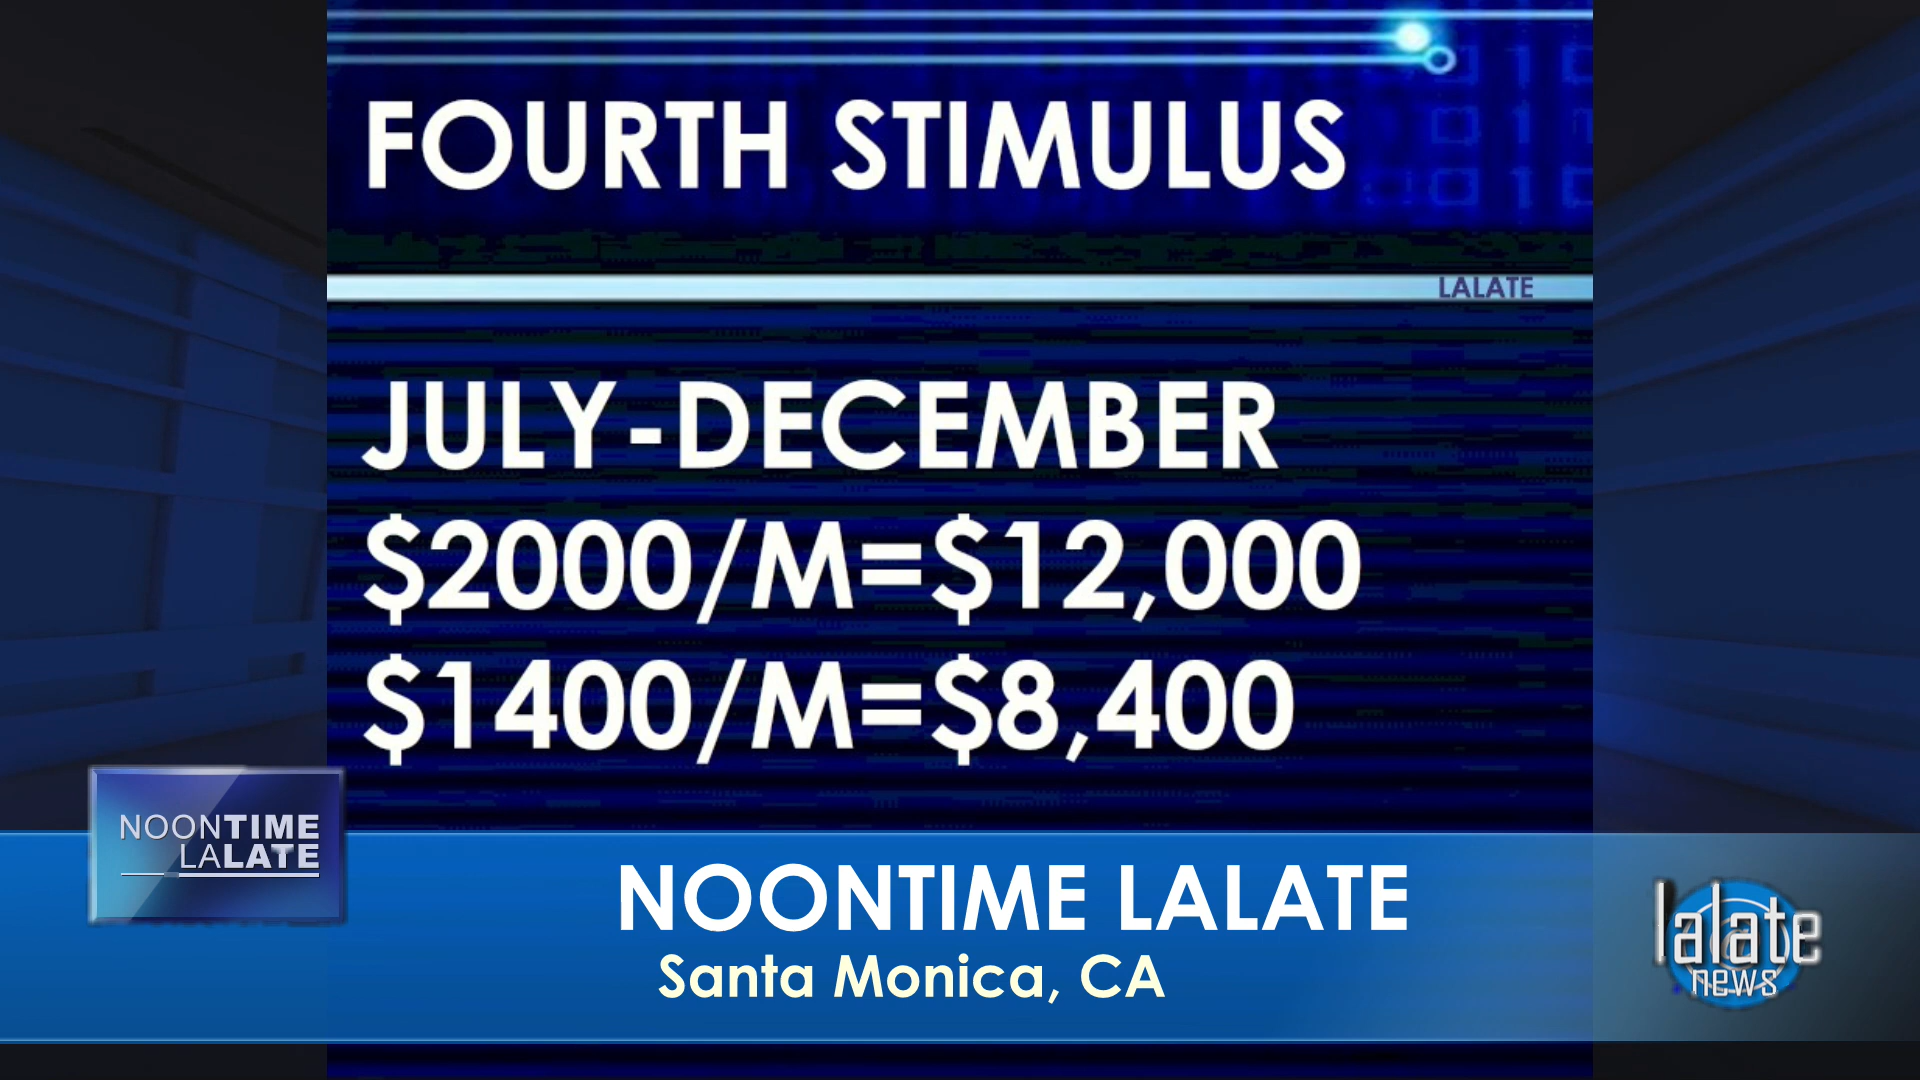 FOURTH STIMULUS
LALATE
JULY-DECEMBER
$2000/M=$12,000
$1400/M=$8,400
NOONTIME
LALATE
NOONTIME LALATE
Santa Monica, CA
lalate
news